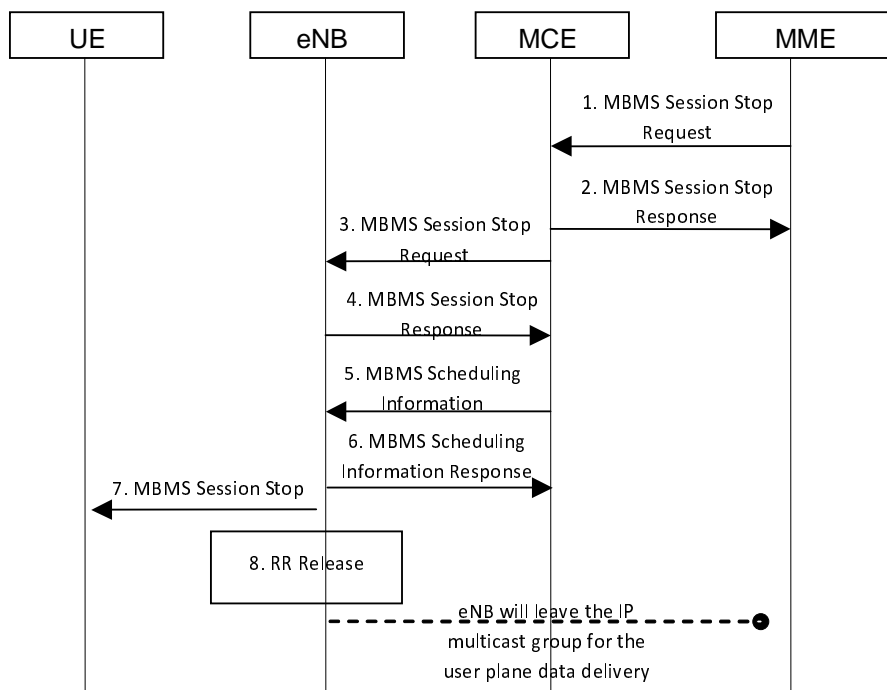 UE
eNB
MCE
MME
1. MBMS Session Stop
Request
2. MBMS Session Stop
Response
3. MBMS Session Stop
Request
4. MBMS Session Stop
Response
5. MBMS Scheduling
Information
6. MBMS Scheduling
Information Response
7. MBMS Session Stop
8. RR Release
eNB will leave the IP
multicast group for the
user plane data delivery